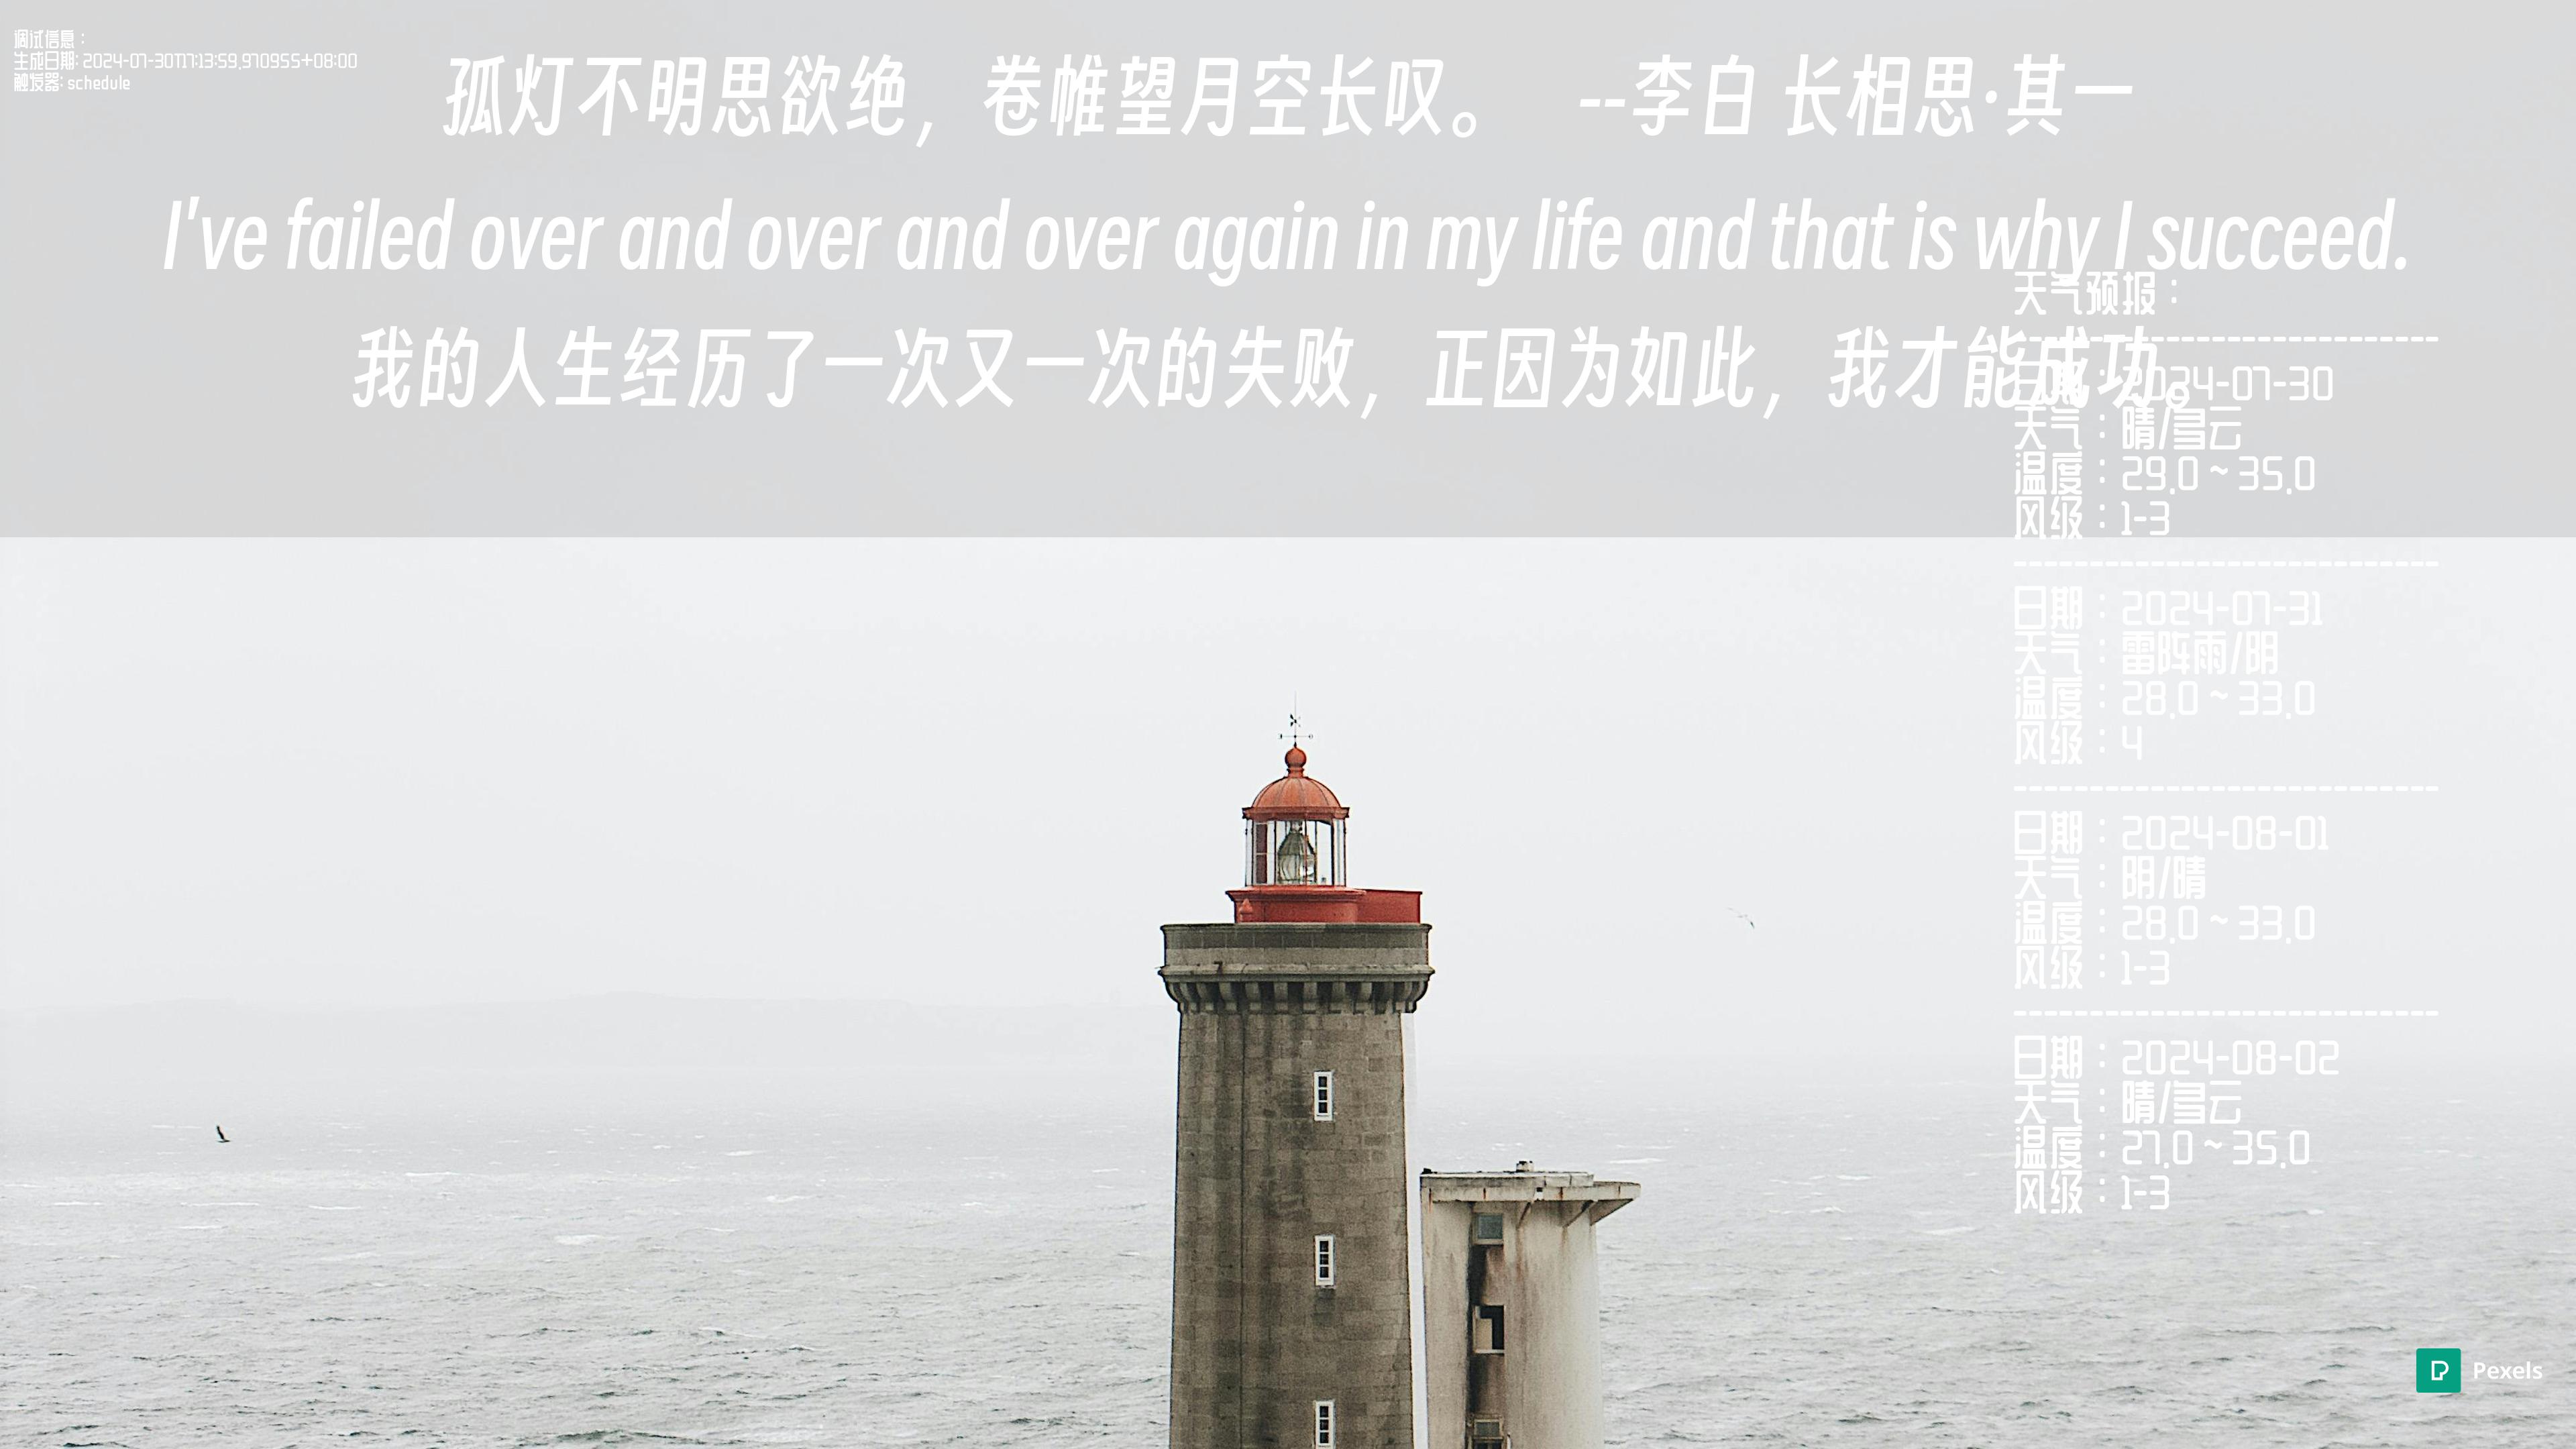 调试信息：
生成日期: 2024-07-30T17:13:59.970955+08:00
触发器: schedule
孤灯不明思欲绝，卷帷望月空长叹。 --李白 长相思·其一
I've failed over and over and over again in my life and that is why I succeed.
我的人生经历了一次又一次的失败，正因为如此，我才能成功。
天气预报：
------------------------------
日期：2024-07-30
天气：晴/多云
温度：29.0 ~ 35.0
风级：1-3
------------------------------
日期：2024-07-31
天气：雷阵雨/阴
温度：28.0 ~ 33.0
风级：4
------------------------------
日期：2024-08-01
天气：阴/晴
温度：28.0 ~ 33.0
风级：1-3
------------------------------
日期：2024-08-02
天气：晴/多云
温度：27.0 ~ 35.0
风级：1-3
Pexels